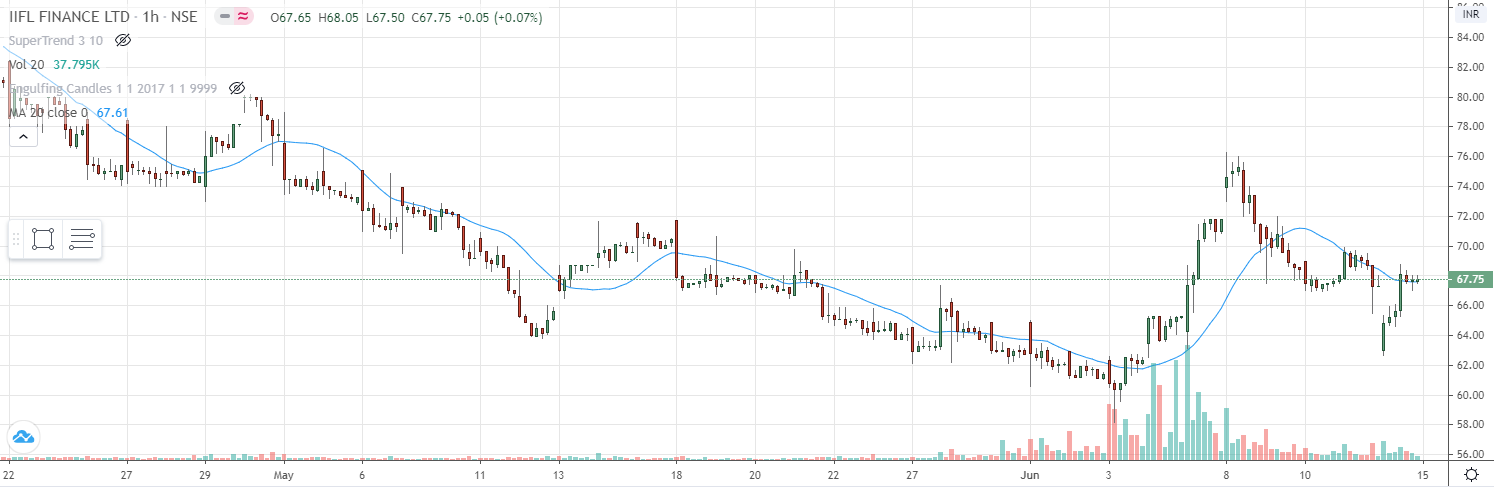 IIFL FINANCE LTD · 1h · NSE O67.65 H68.05 L67.50 C67.75 +0.05 (+0.07%)
SuperTrend 3 10
Vol 20 37.795K
Engulfing Candles 1 1 2017 1 1 9999
MA 20 close 0 67.61
INR
86.00
84.00
82.00
80.00
78.00
76.00
74.00
72.00
70.00
67.75
66.00
64.00
62.00
60.00
58.00
56.00
22 27 29 May 6 11 13 18 20 22 27 Jun 3 8 10 15